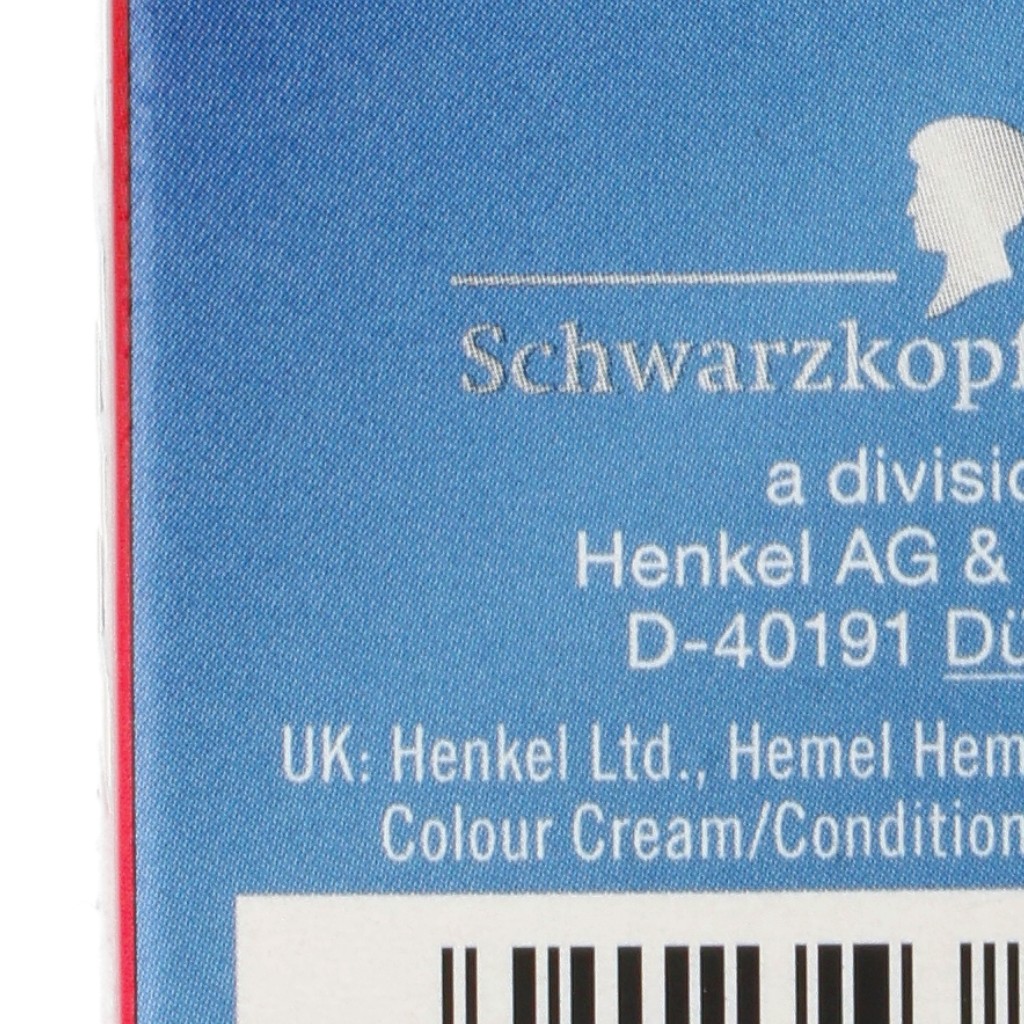 Schwarzkopf
a divisio
Henkel AG &
D-40191 Dü
UK: Henkel Ltd., Hemel Hem
Colour Cream/Condition